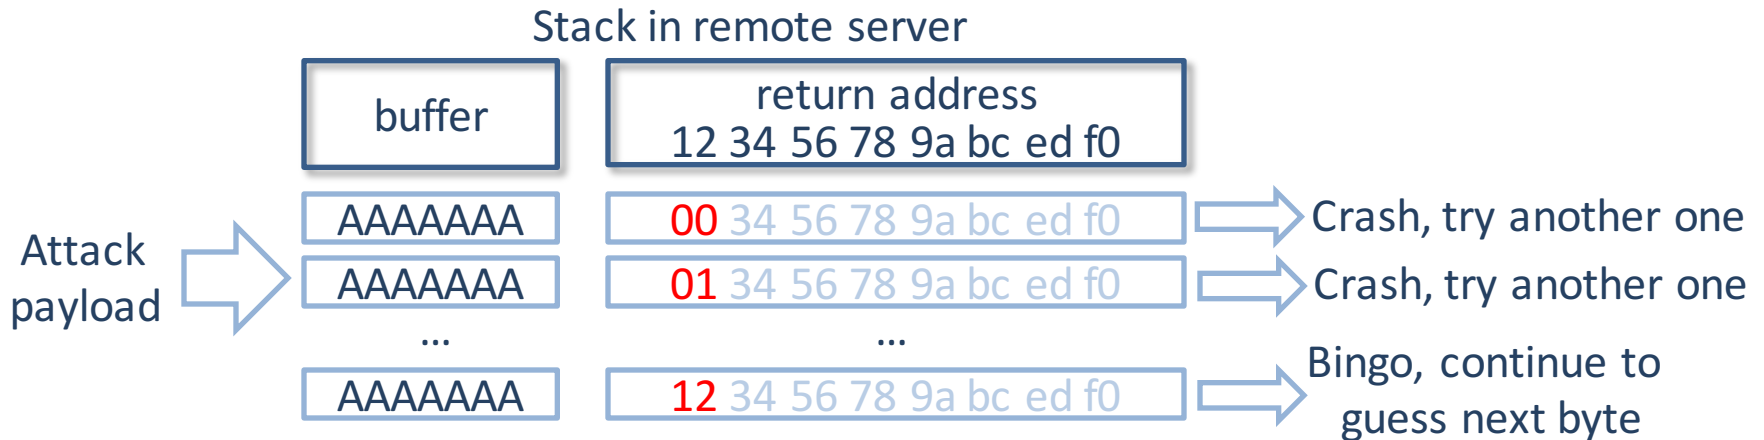 Stack in remote server
buffer
return address
12 34 56 78 9a bc ed f0
Attack
payload
AAAAAAA
00 34 56 78 9a bc ed f0
Crash, try another one
AAAAAAA
01 34 56 78 9a bc ed f0
Crash, try another one
...
...
AAAAAAA
12 34 56 78 9a bc ed f0
Bingo, continue to
guess next byte